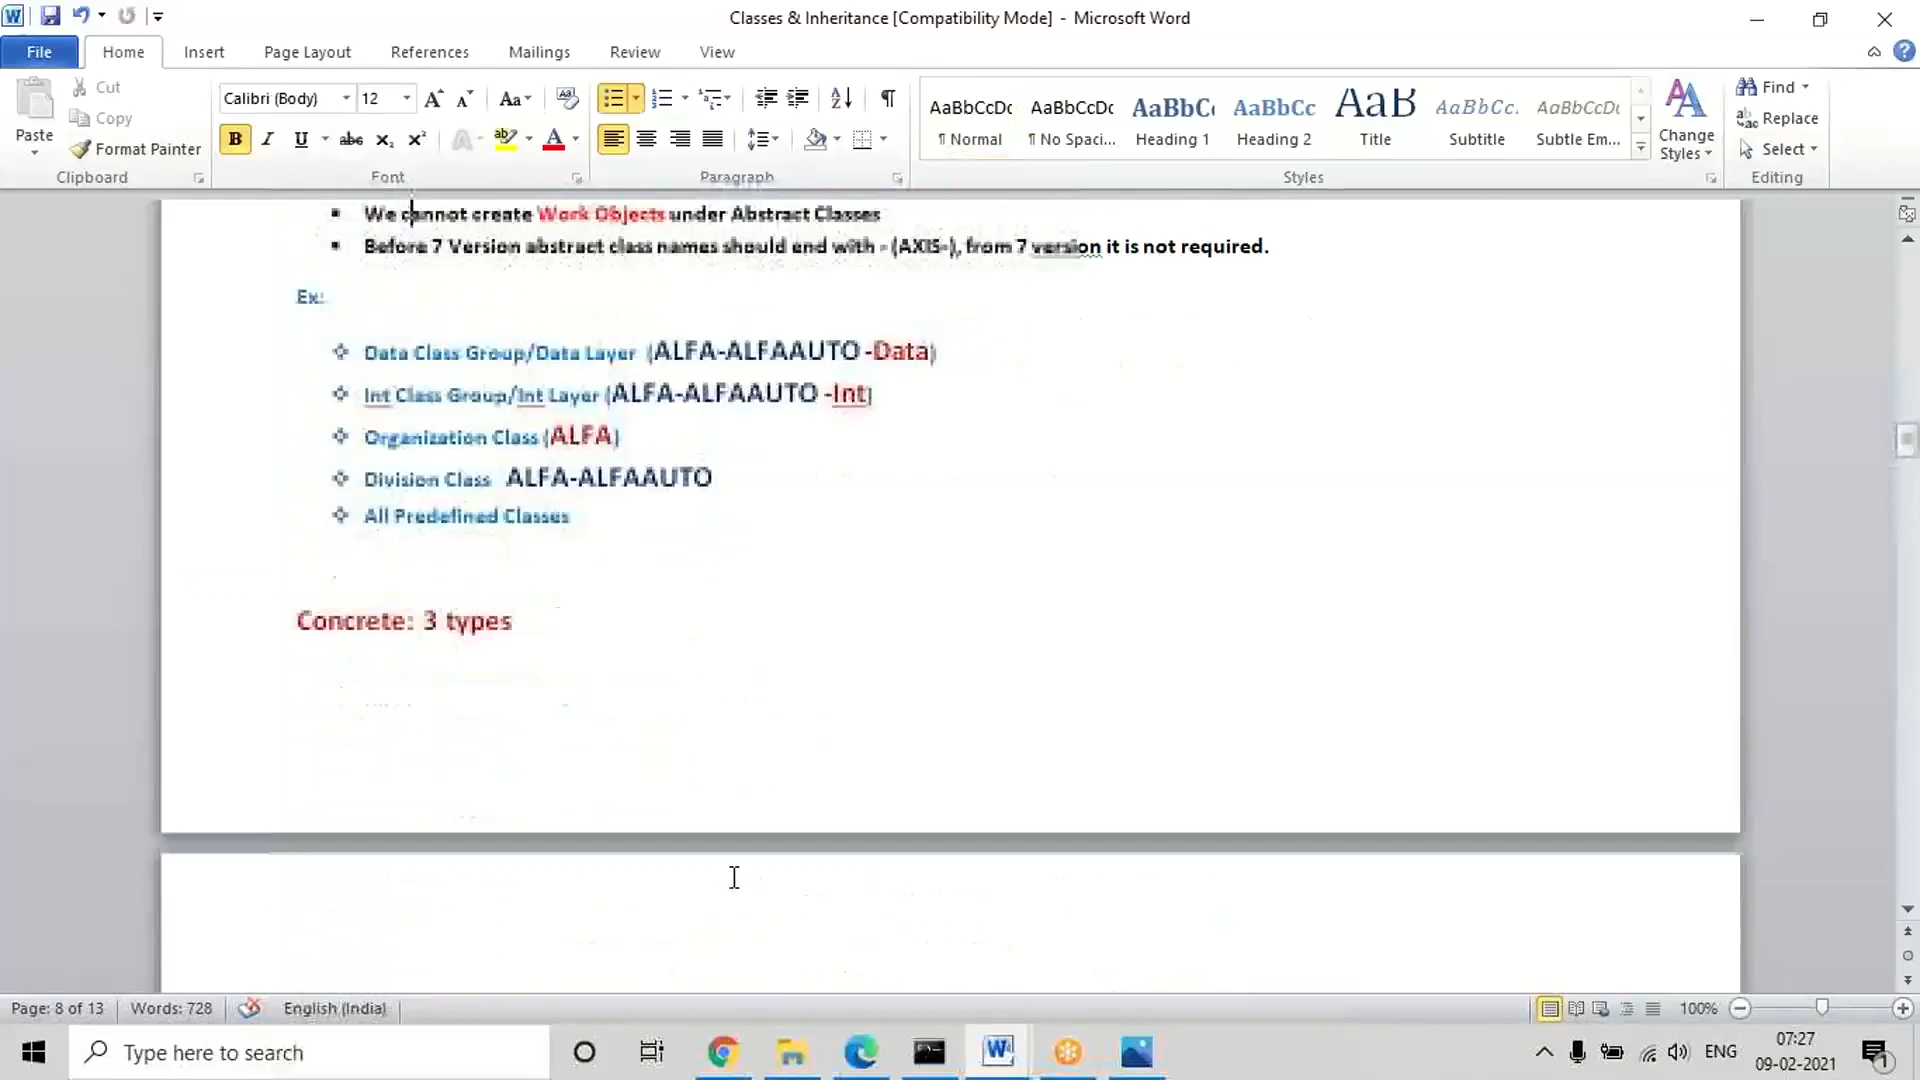 Classes & Inheritance [Compatibility Mode] - Microsoft Word
File Home Insert Page Layout References Mailings Review View
Paste
Cut
Copy
Format Painter
Clipboard
Calibri (Body) 12
Font
Paragraph
AaBbCcDc AaBbCcDc AaBbC AaBbCc AaB AaBbCc. AaBbCcDc
¶ Normal ¶ No Spaci... Heading 1 Heading 2 Title Subtitle Subtle Em...
Styles
Change Styles
Find
Replace
Select
Editing
▪ We cannot create Work Objects under Abstract Classes
▪ Before 7 Version abstract class names should end with - (AXIS-), from 7 version it is not required.
Ex:
❖ Data Class Group/Data Layer (ALFA-ALFAAUTO -Data)
❖ Int Class Group/Int Layer (ALFA-ALFAAUTO -Int)
❖ Organization Class (ALFA)
❖ Division Class ALFA-ALFAAUTO
❖ All Predefined Classes
Concrete: 3 types
Page: 8 of 13 Words: 728 English (India) 100%
Type here to search
ENG
07:27
09-02-2021
1